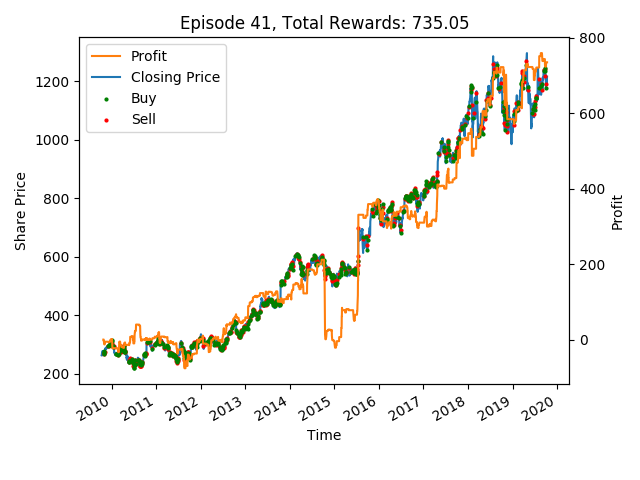 Episode 41, Total Rewards: 735.05
Profit
Closing Price
Buy
Sell
Share Price
1200
1000
800
600
400
200
800
600
400
200
0
Profit
2010
2011
2012
2013
2014
2015
2016
2017
2018
2019
2020
Time